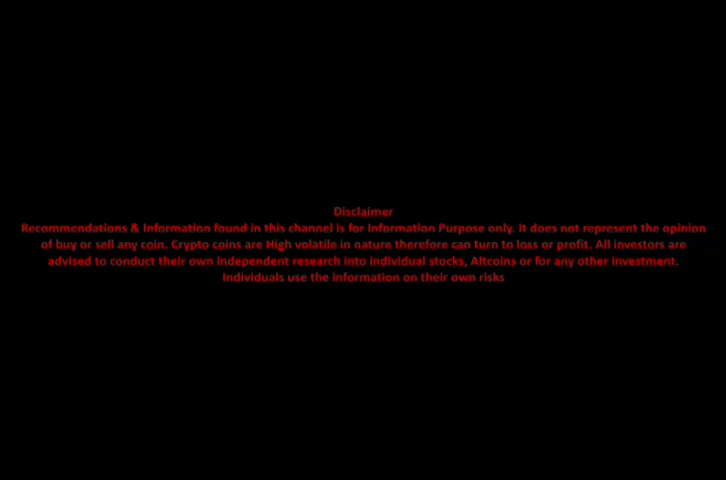 Disclaimer
Recommendations & Information found in this channel is for Information Purpose only. It does not represent the opinion
of buy or sell any coin. Crypto coins are High volatile in nature therefore can turn to loss or profit. All investors are
advised to conduct their own independent research into individual stocks, Altcoins or for any other investment.
Individuals use the information on their own risks